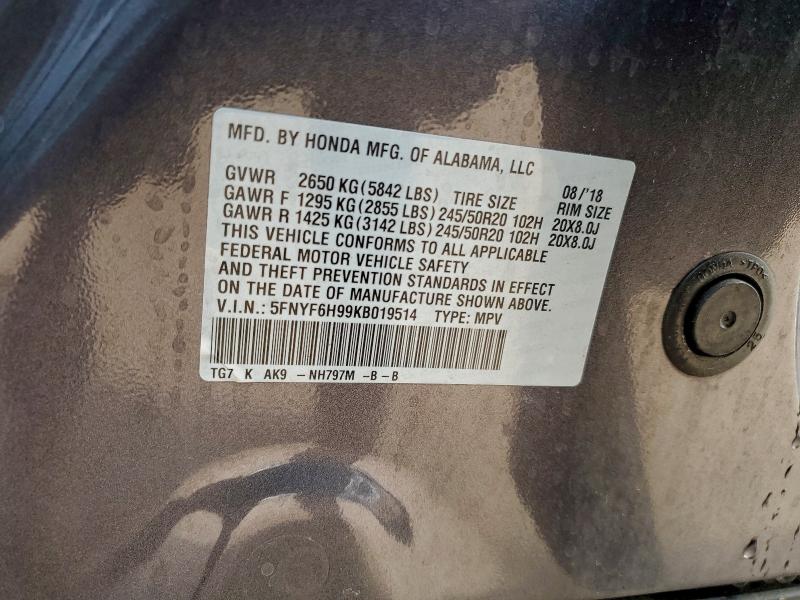 MFD. BY HONDA MFG. OF ALABAMA, LLC
GVWR 2650 KG (5842 LBS) TIRE SIZE 08/'18 RIM SIZE
GAWR F 1295 KG (2855 LBS) 245/50R20 102H 20X8.0J
GAWR R 1425 KG (3142 LBS) 245/50R20 102H 20X8.0J
THIS VEHICLE CONFORMS TO ALL APPLICABLE
FEDERAL MOTOR VEHICLE SAFETY
AND THEFT PREVENTION STANDARDS IN EFFECT
ON THE DATE OF MANUFACTURE SHOWN ABOVE.
V.I.N.: 5FNYF6H99KB019514 TYPE: MPV
TG7 K AK9 -NH797M -B-B
HONDA >TPO<
25